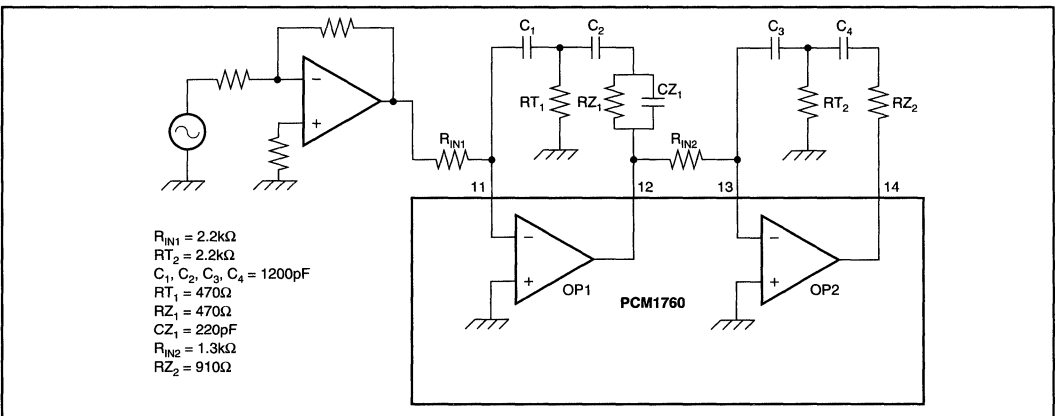 C1 C2 C3 C4
RT1 RZ1 CZ1 RT2 RZ2
RIN1 RIN2
11 12 13 14
− + − + − +
OP1 OP2
PCM1760
RIN1 = 2.2kΩ
RT2 = 2.2kΩ
C1, C2, C3, C4 = 1200pF
RT1 = 470Ω
RZ1 = 470Ω
CZ1 = 220pF
RIN2 = 1.3kΩ
RZ2 = 910Ω